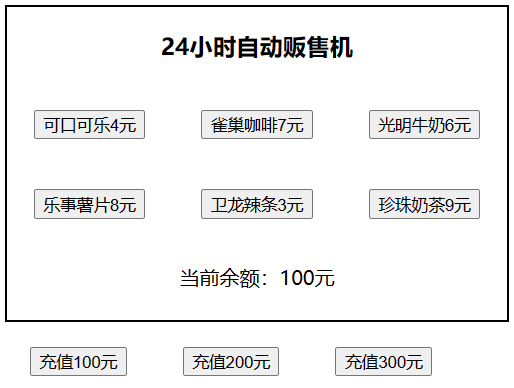 24小时自动贩售机
可口可乐4元 雀巢咖啡7元 光明牛奶6元
乐事薯片8元 卫龙辣条3元 珍珠奶茶9元
当前余额：100元
充值100元 充值200元 充值300元